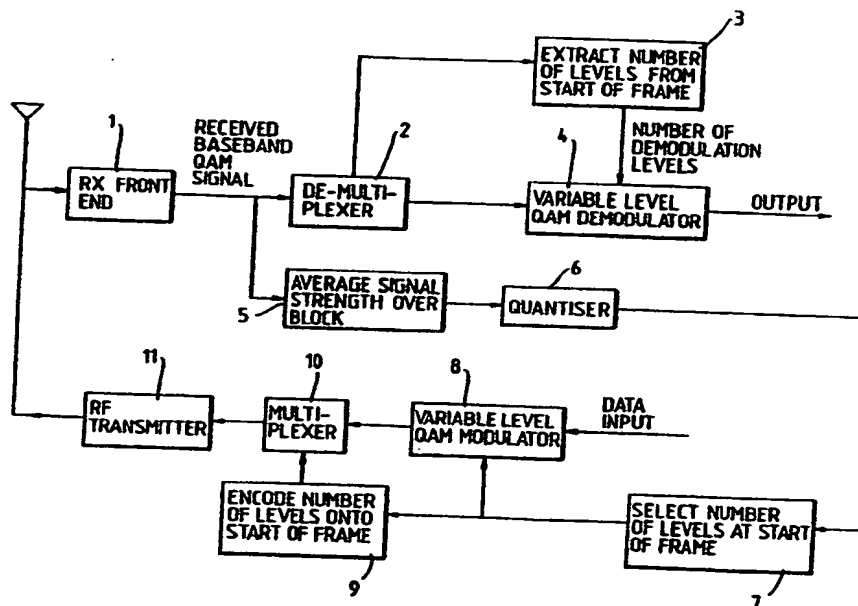 3
EXTRACT NUMBER
OF LEVELS FROM
START OF FRAME
1
RECEIVED
BASEBAND
QAM
SIGNAL
2
NUMBER OF
DEMODULATION
LEVELS
4
RX FRONT
END
DE-MULTI-
PLEXER
VARIABLE LEVEL
QAM DEMODULATOR
OUTPUT
5
AVERAGE SIGNAL
STRENGTH OVER
BLOCK
6
QUANTISER
11
RF
TRANSMITTER
10
MULTI-
PLEXER
8
VARIABLE LEVEL
QAM MODULATOR
DATA
INPUT
ENCODE NUMBER
OF LEVELS ONTO
START OF FRAME
9
SELECT NUMBER
OF LEVELS AT START
OF FRAME
7